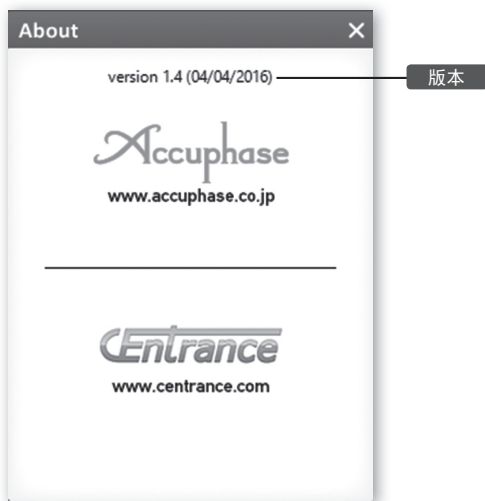 About
version 1.4 (04/04/2016)
版本
Accuphase
www.accuphase.co.jp
CEntrance
www.centrance.com